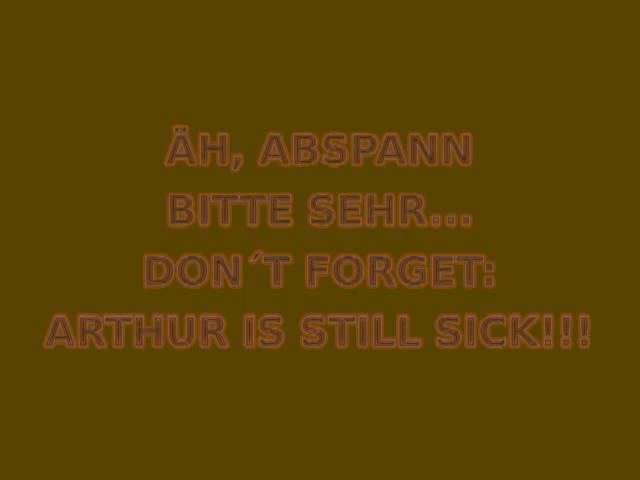 ÄH, ABSPANN
BITTE SEHR...
DON´T FORGET:
ARTHUR IS STILL SICK!!!